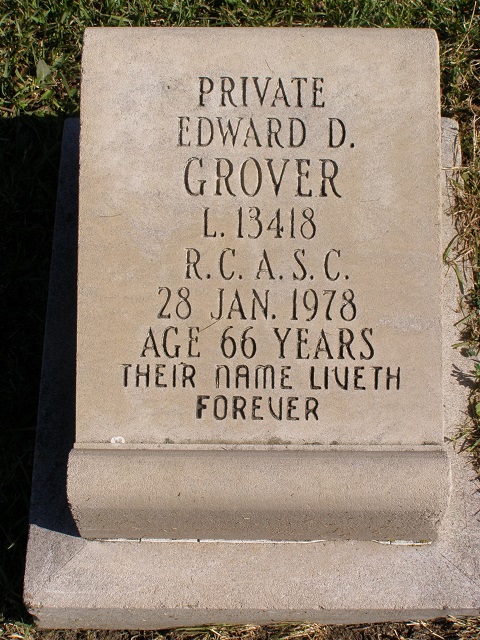 PRIVATE
EDWARD D.
GROVER
L. 13418
R.C. A.S.C.
28 JAN. 1978
AGE 66 YEARS
THEIR NAME LIVETH
FOREVER